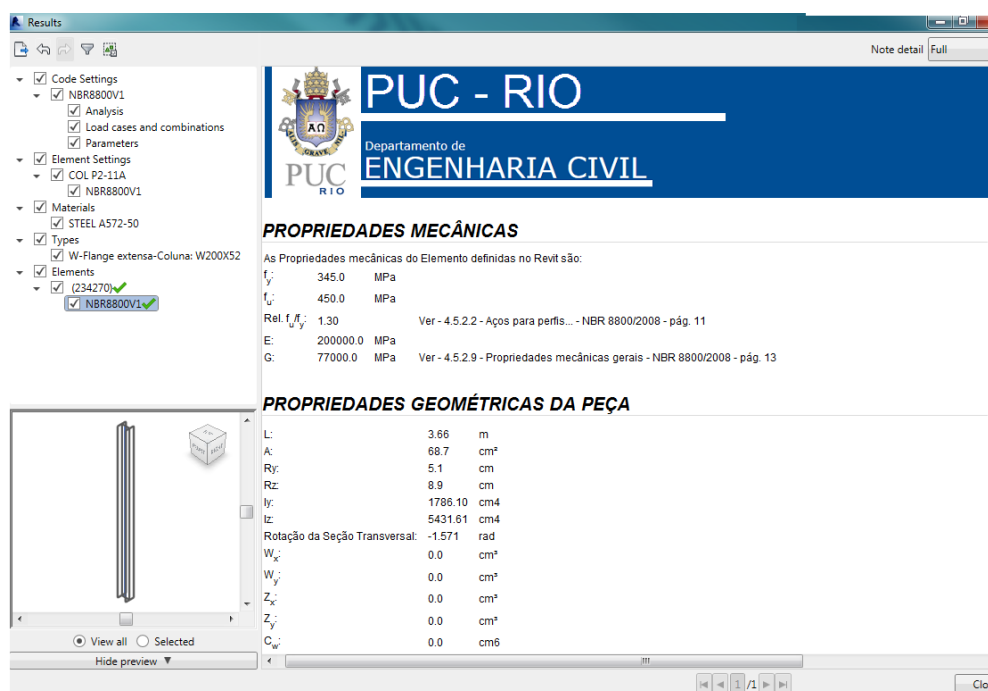 Results
Note detail Full
Code Settings
NBR8800V1
Analysis
Load cases and combinations
Parameters
Element Settings
COL P2-11A
NBR8800V1
Materials
STEEL A572-50
Types
W-Flange extensa-Coluna: W200X52
Elements
(234270)
NBR8800V1
View all Selected
Hide preview ▼
ΑΩ
ALIS GRAVE NIL
PUC
RIO
PUC - RIO
Departamento de
ENGENHARIA CIVIL
PROPRIEDADES MECÂNICAS
As Propriedades mecânicas do Elemento definidas no Revit são:
fy: 345.0 MPa
fu: 450.0 MPa
Rel. fu/fy: 1.30 Ver - 4.5.2.2 - Aços para perfis... - NBR 8800/2008 - pág. 11
E: 200000.0 MPa
G: 77000.0 MPa Ver - 4.5.2.9 - Propriedades mecânicas gerais - NBR 8800/2008 - pág. 13
PROPRIEDADES GEOMÉTRICAS DA PEÇA
L: 3.66 m
A: 68.7 cm²
Ry: 5.1 cm
Rz: 8.9 cm
Iy: 1786.10 cm4
Iz: 5431.61 cm4
Rotação da Seção Transversal: -1.571 rad
Wx: 0.0 cm³
Wy: 0.0 cm³
Zx: 0.0 cm³
Zy: 0.0 cm³
Cw: 0.0 cm6
1 /1
Clo